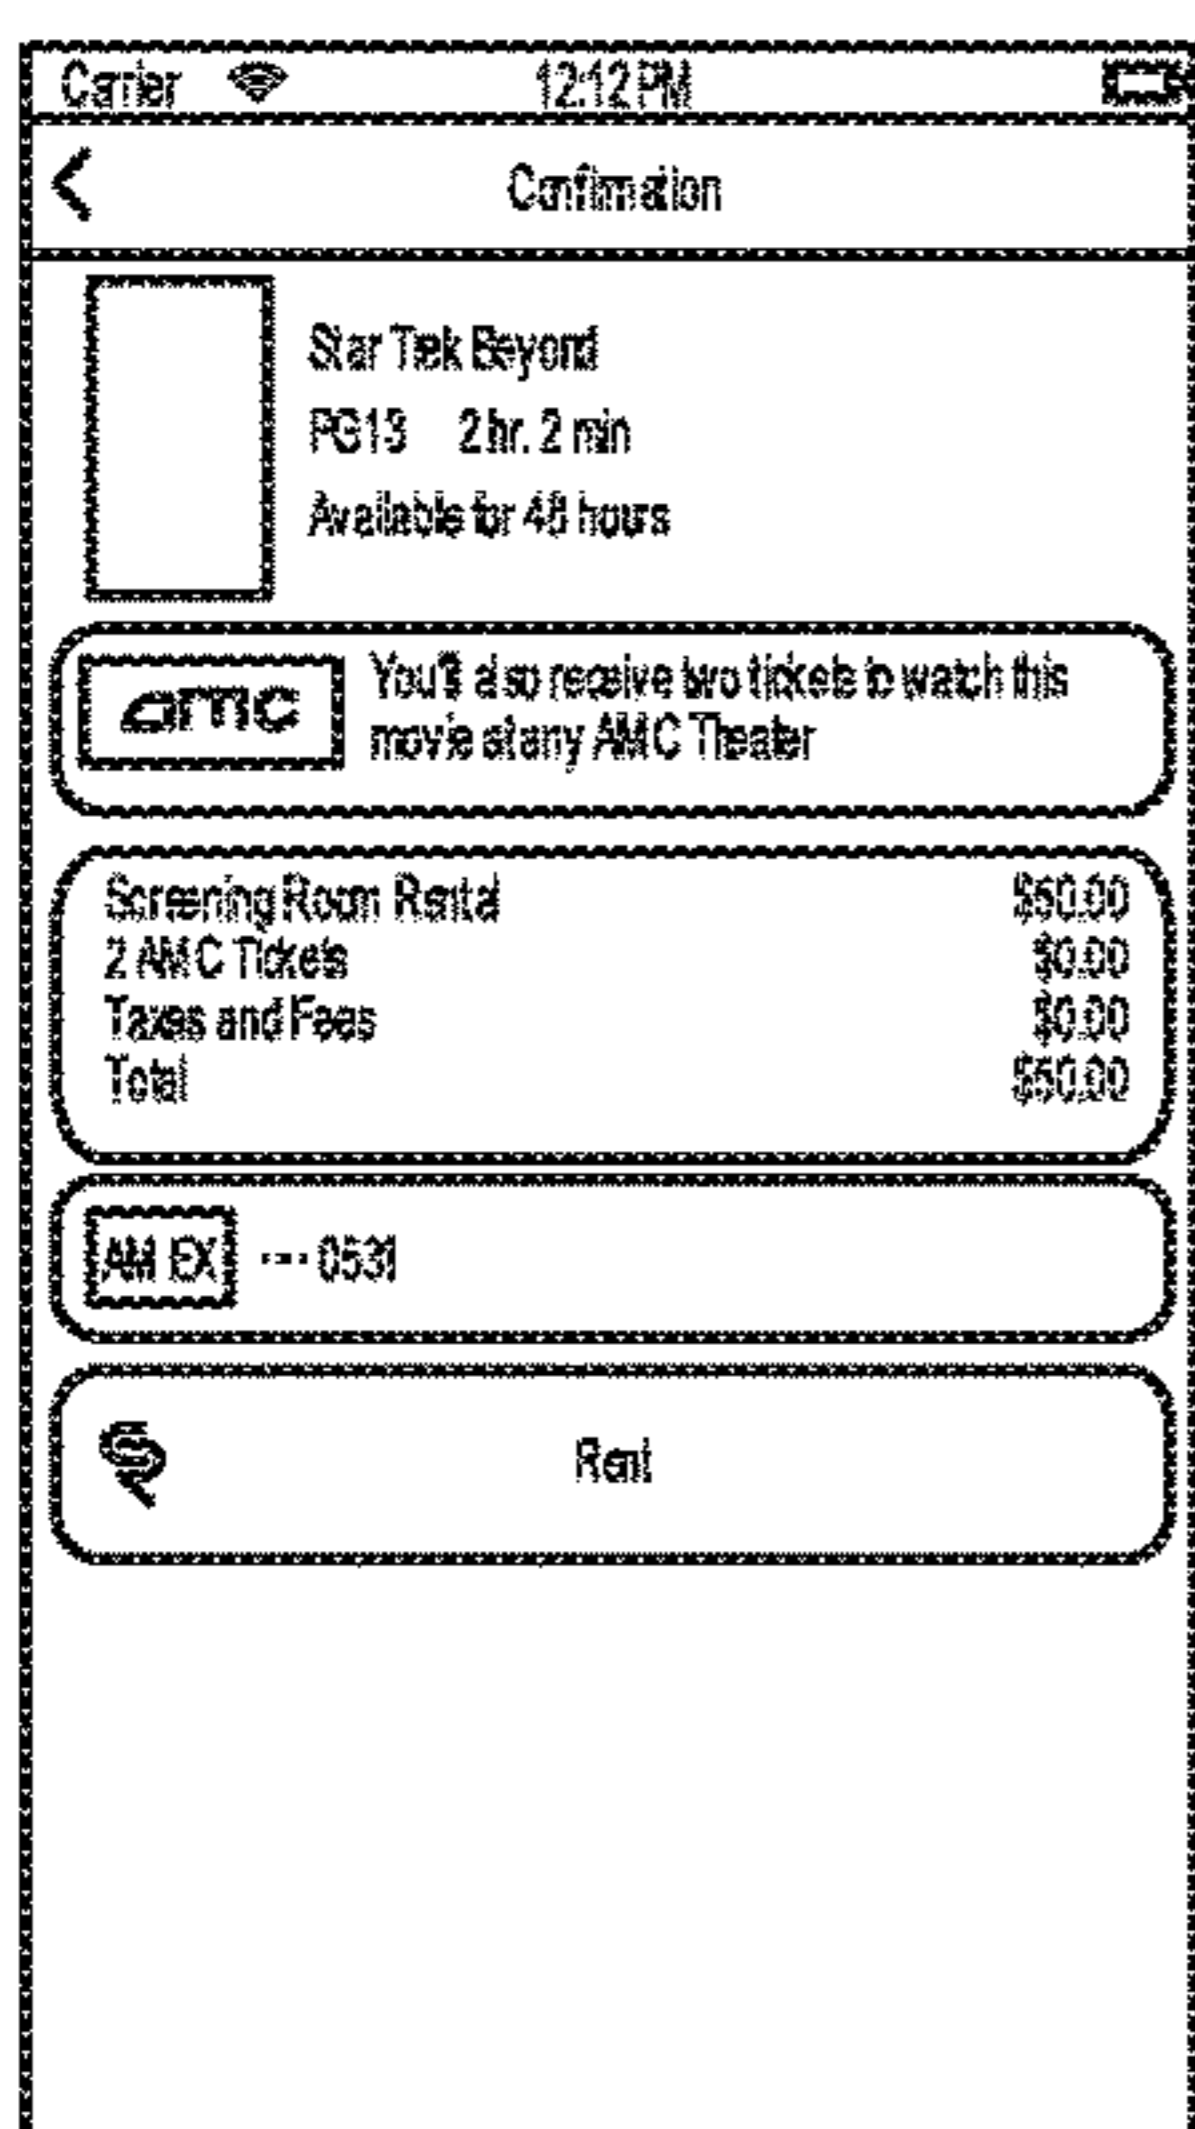 Carrier 12:12 PM
Confirmation
Star Trek Beyond
PG13 2 hr. 2 min
Available for 48 hours
amc
You'll also receive two tickets to watch this
movie at any AMC Theater
Screening Room Rental $50.00
2 AMC Tickets $0.00
Taxes and Fees $0.00
Total $50.00
AM EX ---- 0531
Rent